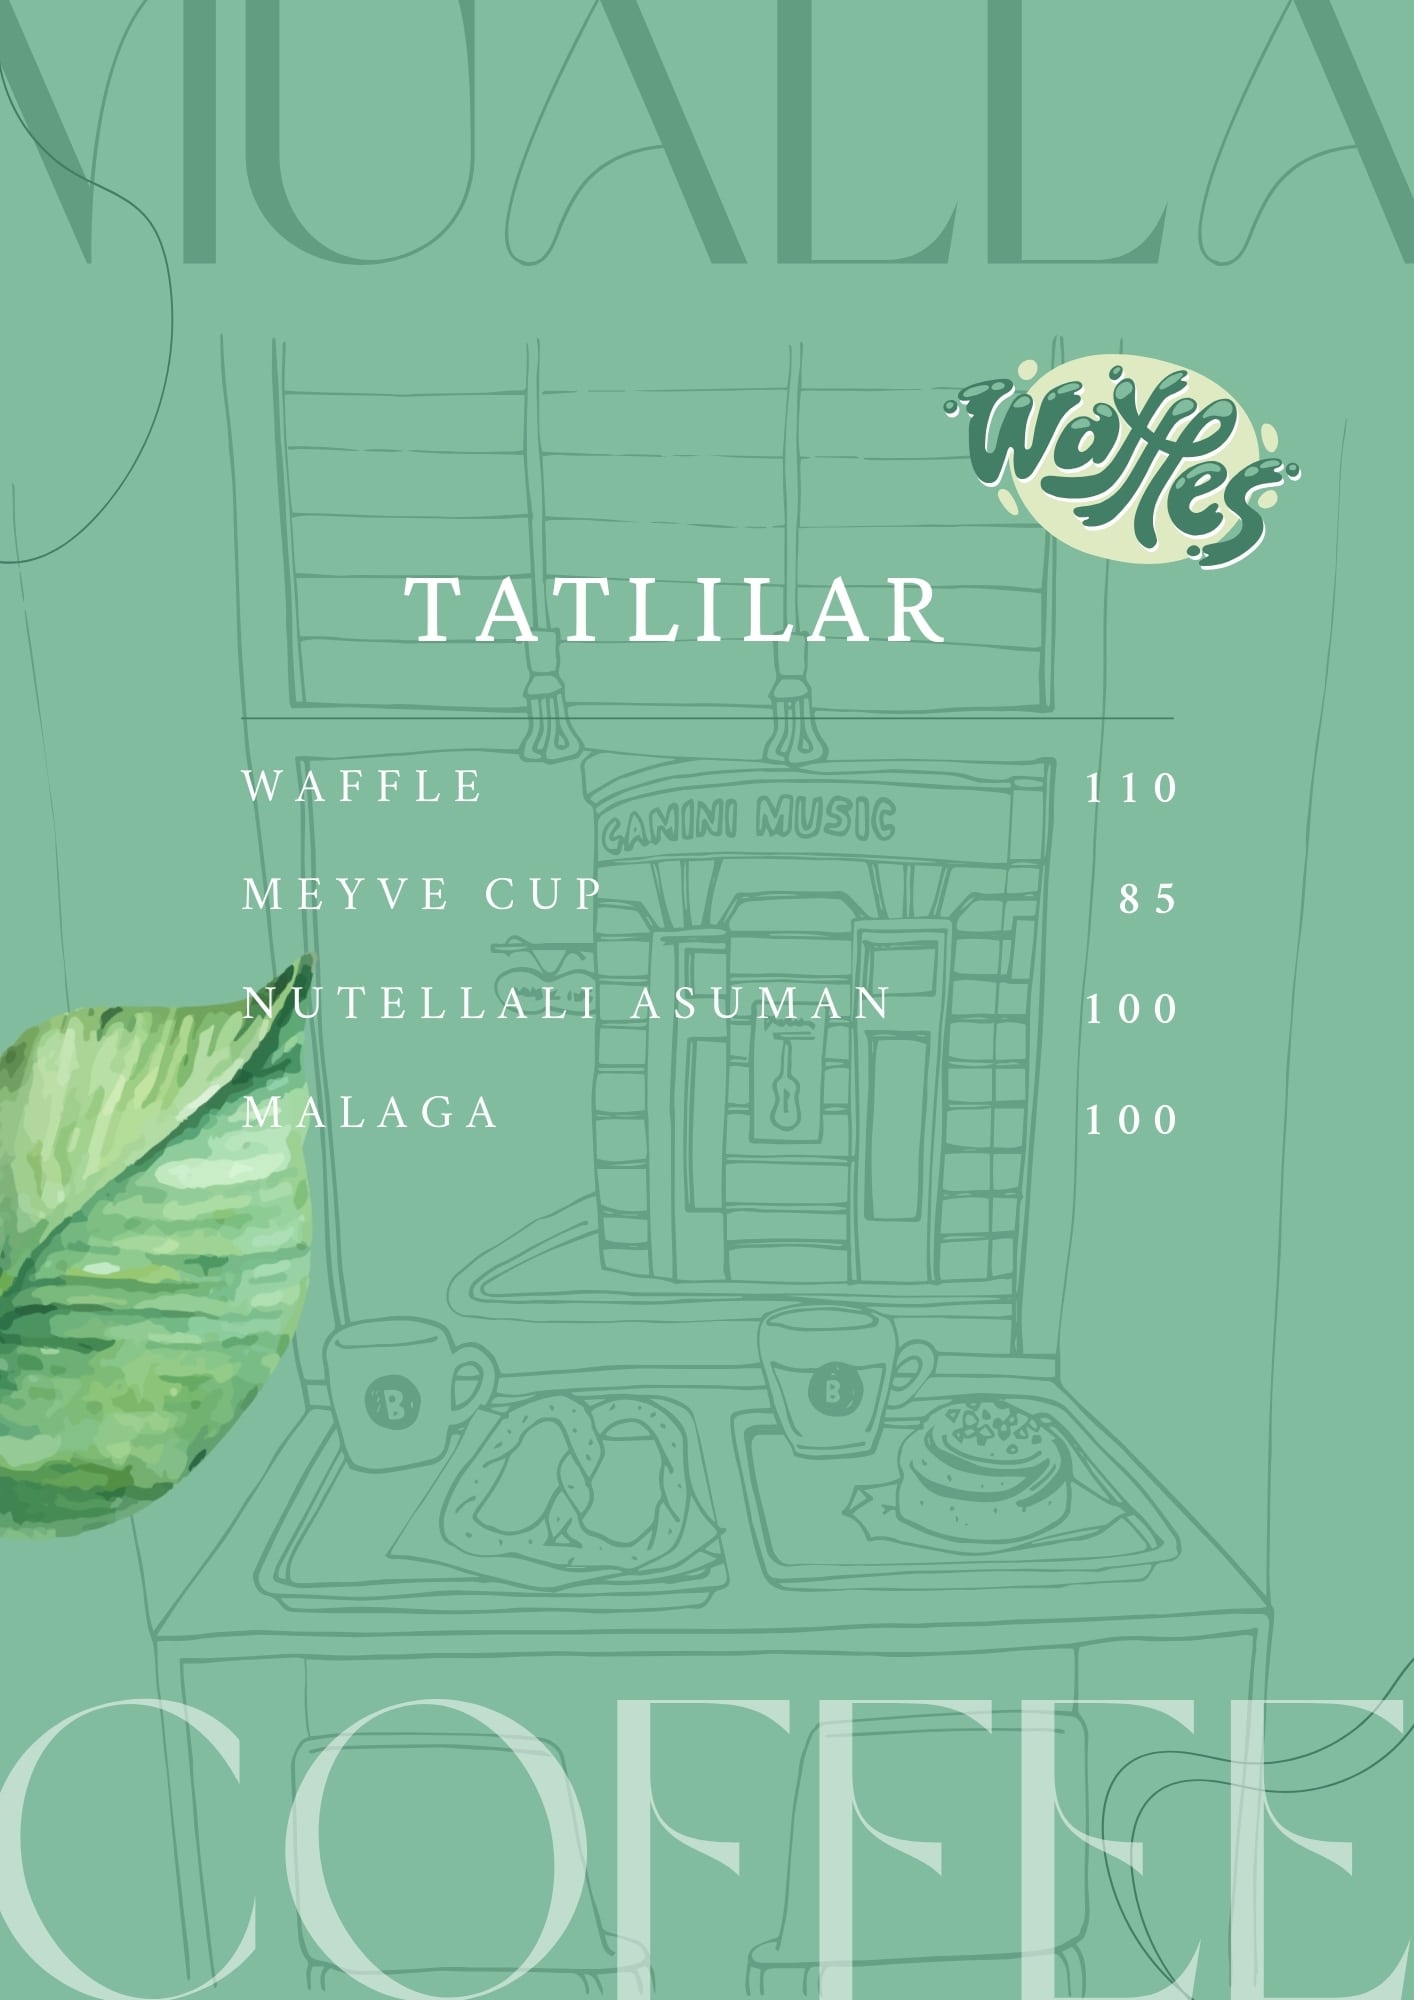 MUALLA
Waffles
TATLILAR
WAFFLE 110
MEYVE CUP 85
GANINI MUSIC
NUTELLALI ASUMAN 100
MALAGA 100
B
B
COFFEE